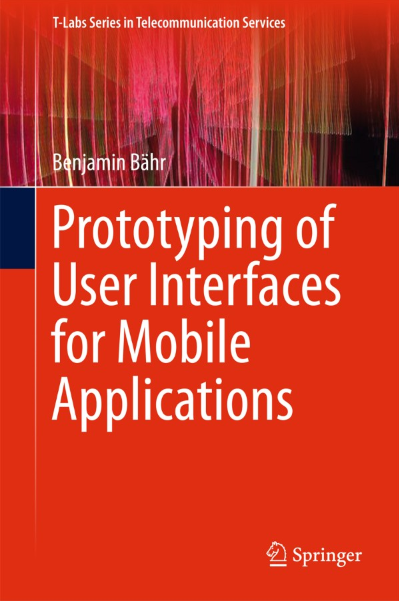 T-Labs Series in Telecommunication Services
Benjamin Bähr
Prototyping of
User Interfaces
for Mobile
Applications
Springer